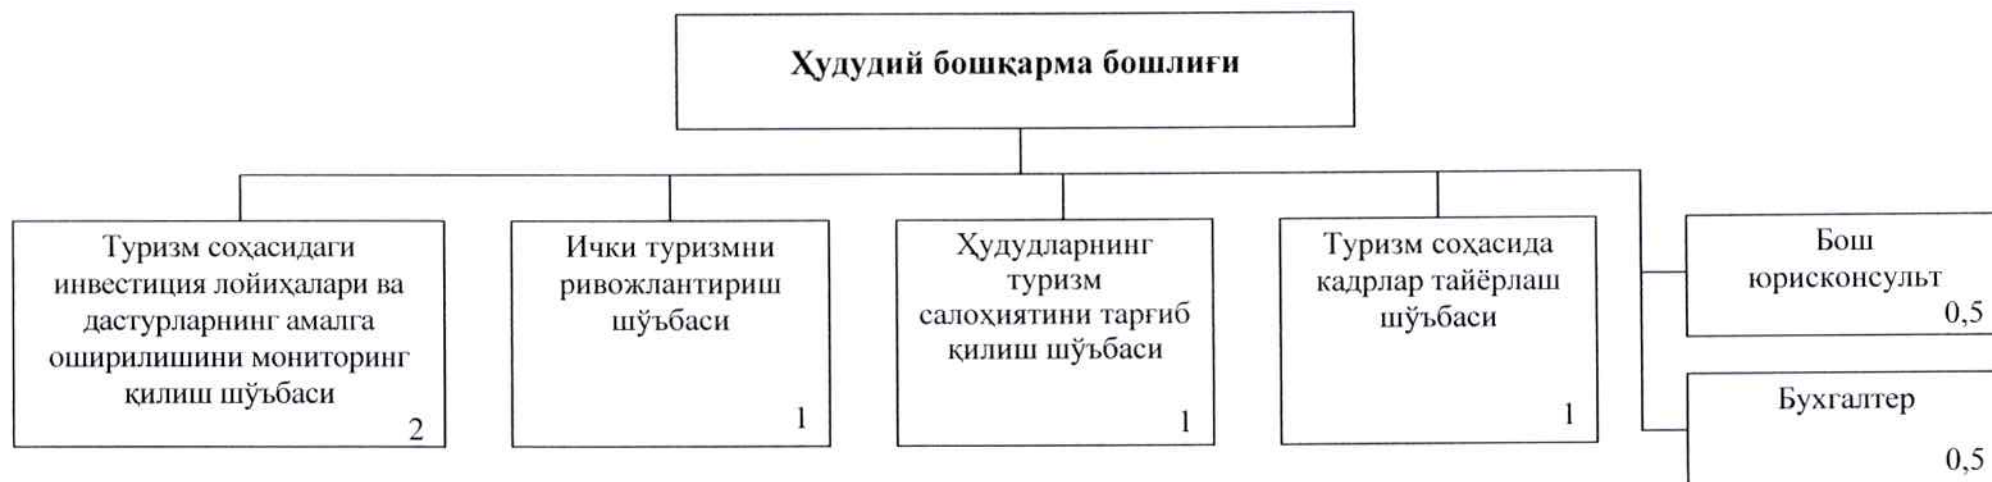 Ҳудудий бошқарма бошлиғи
Туризм соҳасидаги
инвестиция лойиҳалари ва
дастурларнинг амалга
оширилишини мониторинг
қилиш шўъбаси
2
Ички туризмни
ривожлантириш
шўъбаси
1
Ҳудудларнинг
туризм
салоҳиятини тарғиб
қилиш шўъбаси
1
Туризм соҳасида
кадрлар тайёрлаш
шўъбаси
1
Бош
юрисконсульт
0,5
Бухгалтер
0,5